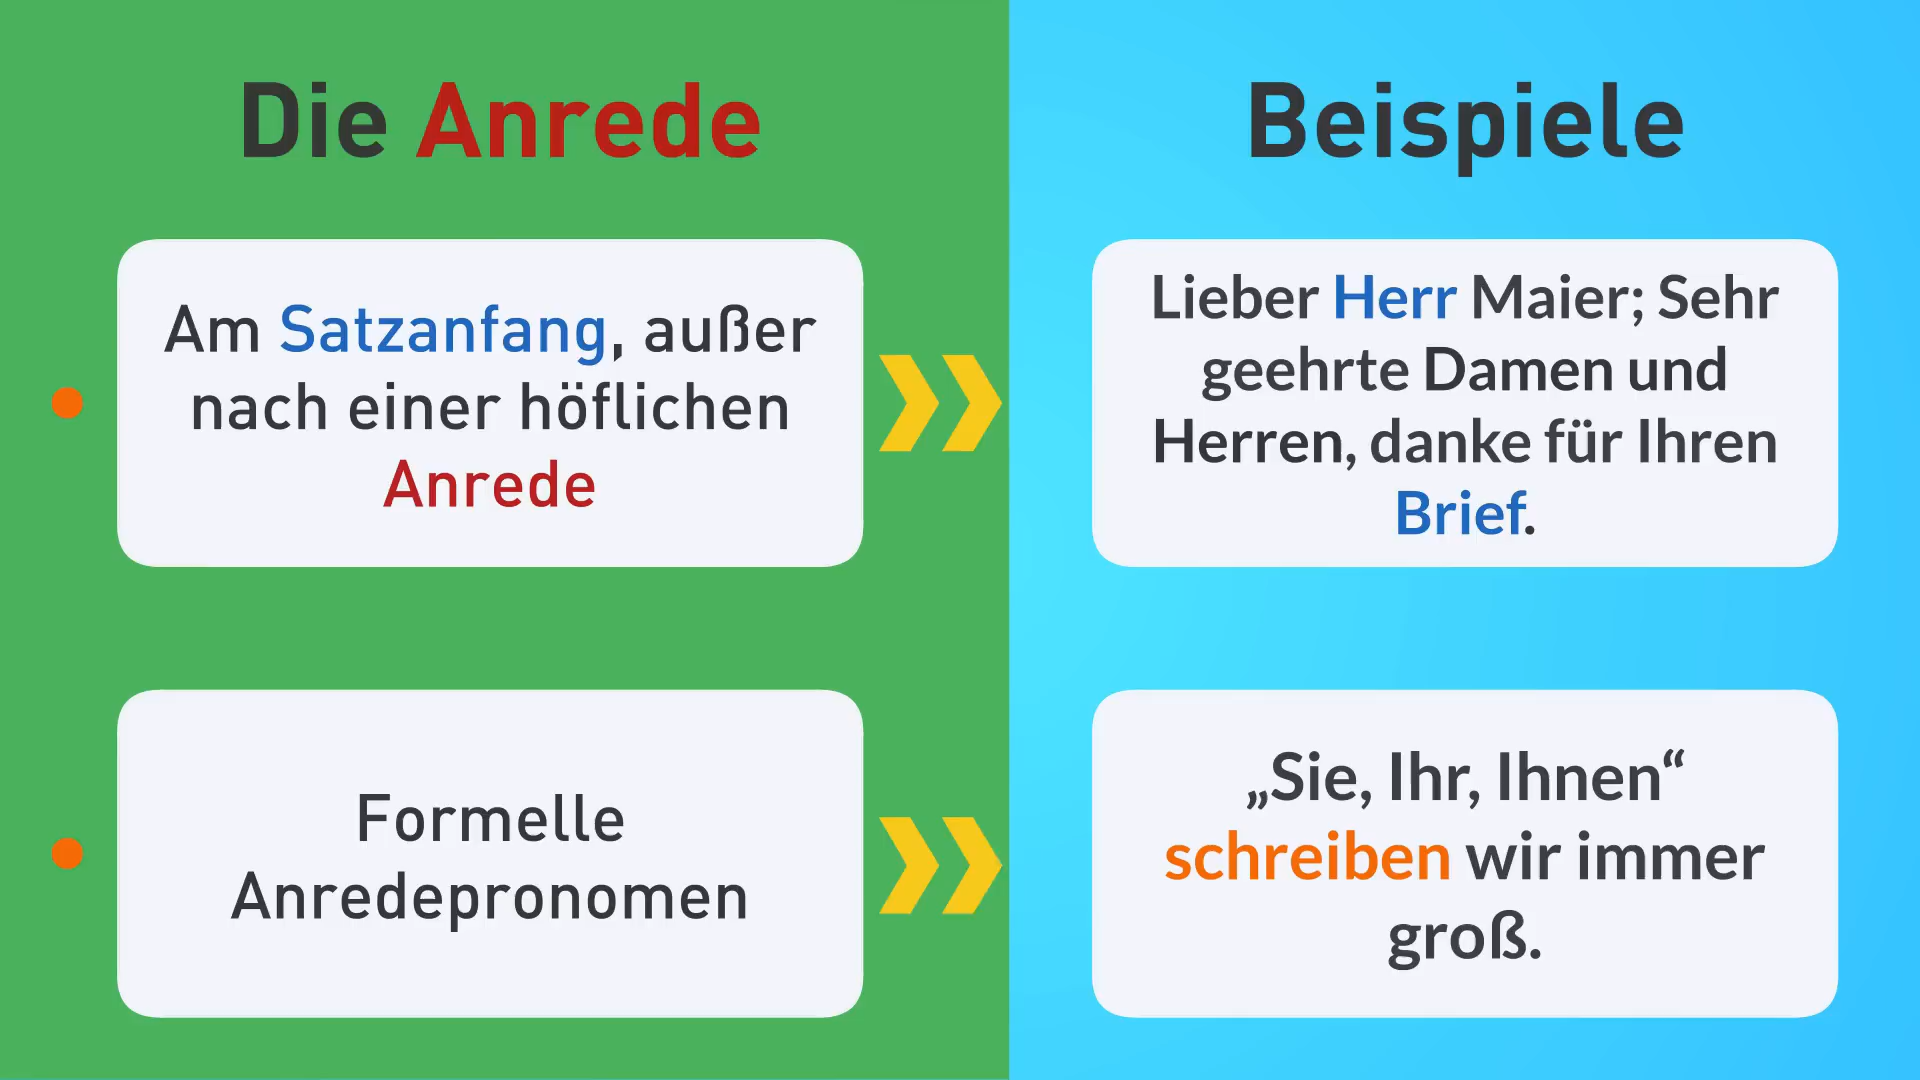 Die Anrede
Am Satzanfang, außer
nach einer höflichen
Anrede
Formelle
Anredepronomen
Beispiele
Lieber Herr Maier; Sehr
geehrte Damen und
Herren, danke für Ihren
Brief.
„Sie, Ihr, Ihnen“
schreiben wir immer
groß.